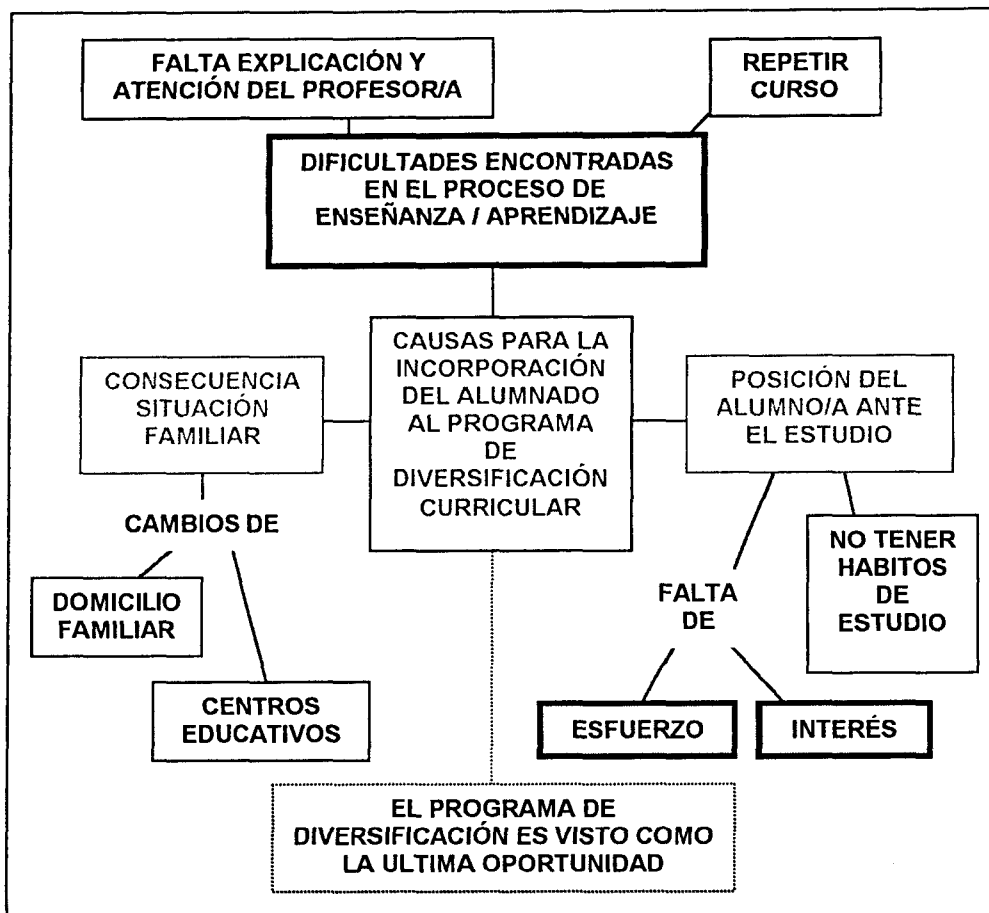 FALTA EXPLICACIÓN Y
ATENCIÓN DEL PROFESOR/A
REPETIR
CURSO
DIFICULTADES ENCONTRADAS
EN EL PROCESO DE
ENSEÑANZA / APRENDIZAJE
CONSECUENCIA
SITUACIÓN
FAMILIAR
CAUSAS PARA LA
INCORPORACIÓN
DEL ALUMNADO
AL PROGRAMA
DE
DIVERSIFICACIÓN
CURRICULAR
POSICIÓN DEL
ALUMNO/A ANTE
EL ESTUDIO
CAMBIOS DE
DOMICILIO
FAMILIAR
CENTROS
EDUCATIVOS
FALTA
DE
NO TENER
HABITOS
DE
ESTUDIO
ESFUERZO
INTERÉS
EL PROGRAMA DE
DIVERSIFICACIÓN ES VISTO COMO
LA ULTIMA OPORTUNIDAD